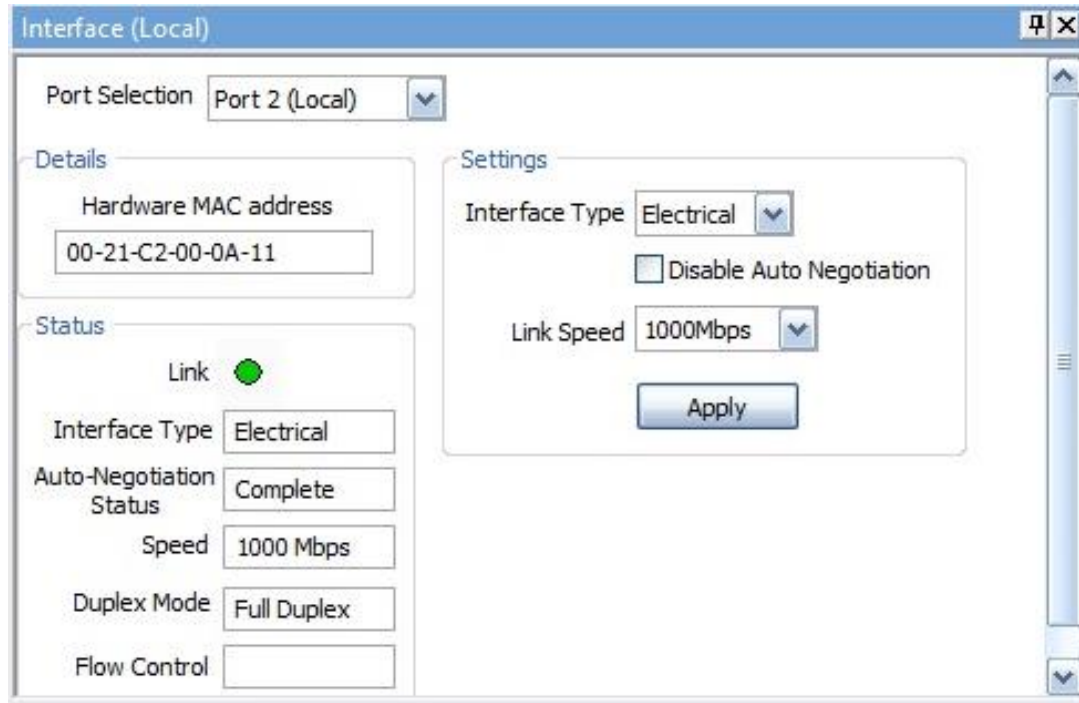 Interface (Local)
Port Selection Port 2 (Local)
Details
Hardware MAC address
00-21-C2-00-0A-11
Status
Link
Interface Type Electrical
Auto-Negotiation
Status
Complete
Speed 1000 Mbps
Duplex Mode Full Duplex
Flow Control
Settings
Interface Type Electrical
Disable Auto Negotiation
Link Speed 1000Mbps
Apply